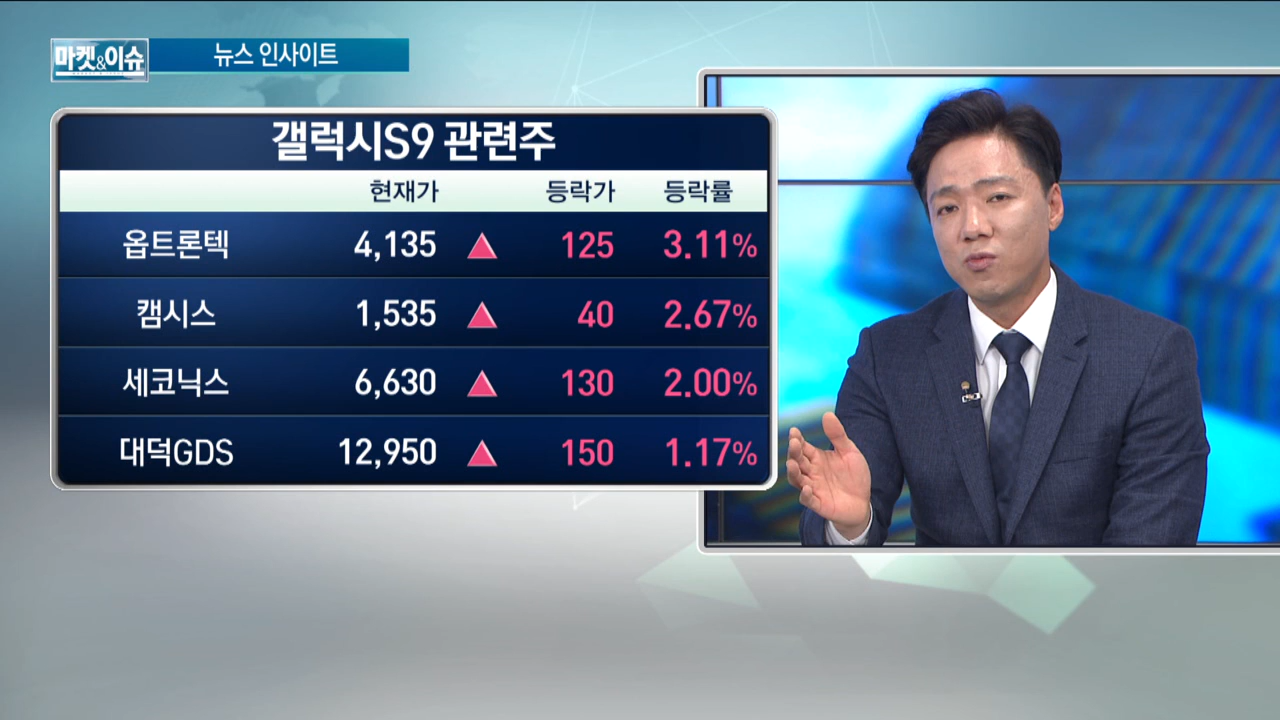 마켓&이슈
뉴스 인사이트
갤럭시S9 관련주
현재가 등락가 등락률
옵트론텍 4,135 ▲ 125 3.11%
캠시스 1,535 ▲ 40 2.67%
세코닉스 6,630 ▲ 130 2.00%
대덕GDS 12,950 ▲ 150 1.17%